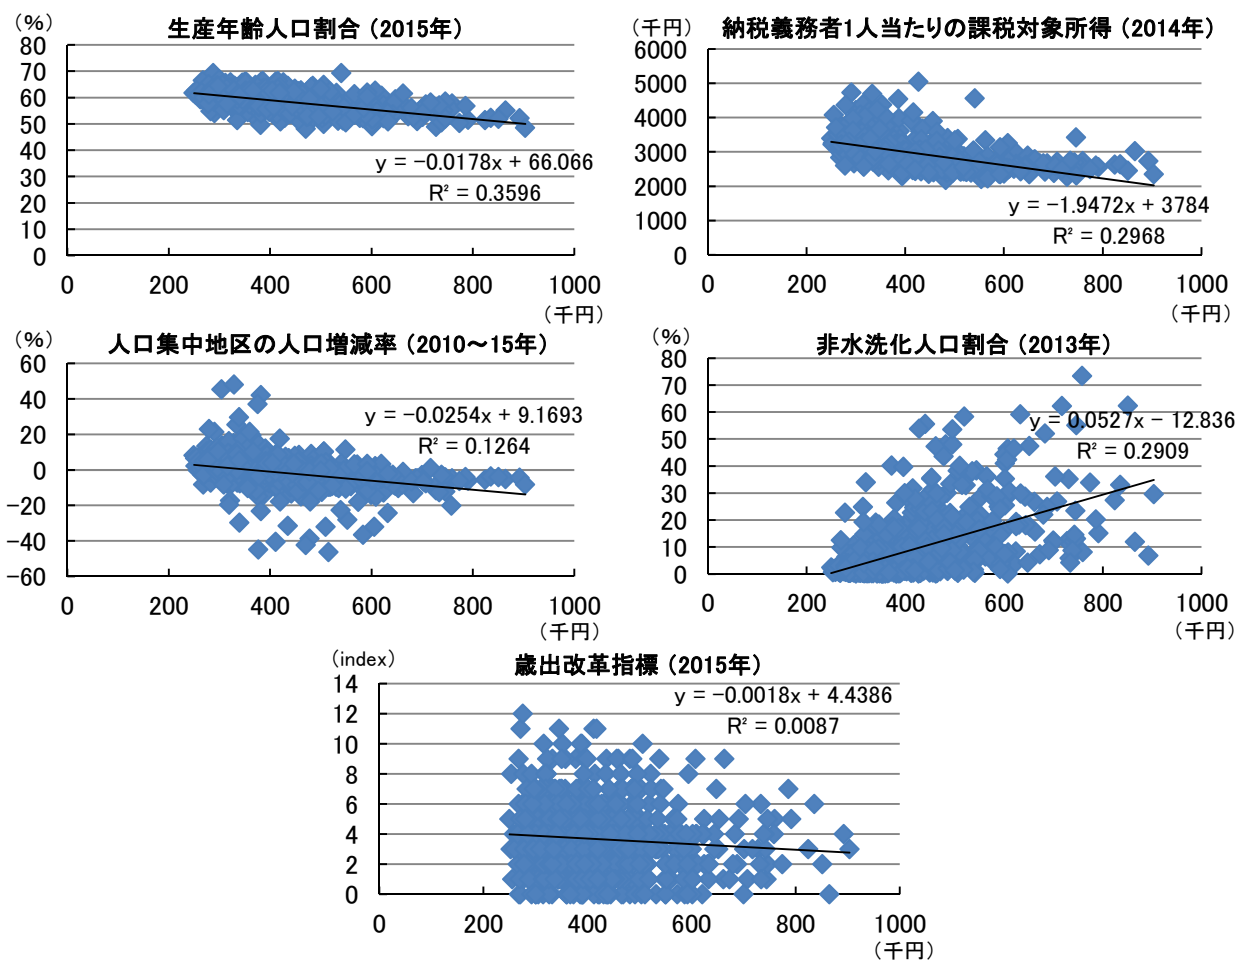 (%)
生産年齢人口割合（2015年）
80
70
60
50
40
30
20
10
0
y = −0.0178x + 66.066
R² = 0.3596
0 200 400 600 800 1000
（千円）
（千円）
納税義務者1人当たりの課税対象所得（2014年）
6000
5000
4000
3000
2000
1000
0
y = −1.9472x + 3784
R² = 0.2968
0 200 400 600 800 1000
（千円）
(%)
人口集中地区の人口増減率（2010～15年）
60
40
20
0
−20
−40
−60
y = −0.0254x + 9.1693
R² = 0.1264
0 200 400 600 800 1000
（千円）
(%)
非水洗化人口割合（2013年）
80
70
60
50
40
30
20
10
0
y = 0.0527x − 12.836
R² = 0.2909
0 200 400 600 800 1000
（千円）
（index）
歳出改革指標（2015年）
14
12
10
8
6
4
2
0
y = −0.0018x + 4.4386
R² = 0.0087
0 200 400 600 800 1000
（千円）